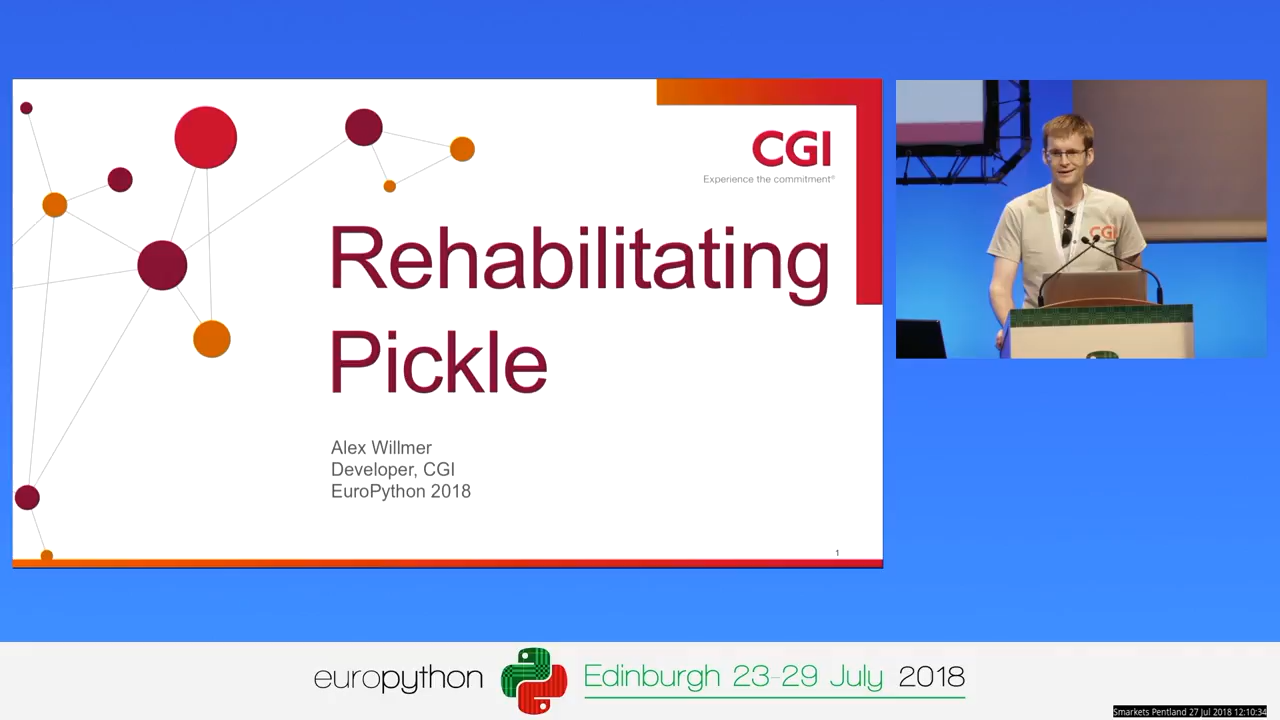 CGI
Experience the commitment®
Rehabilitating
Pickle
Alex Willmer
Developer, CGI
EuroPython 2018
1
CGI
europython
Edinburgh 23-29 July 2018
Smarkets Pentland 27 Jul 2018 12:10:34